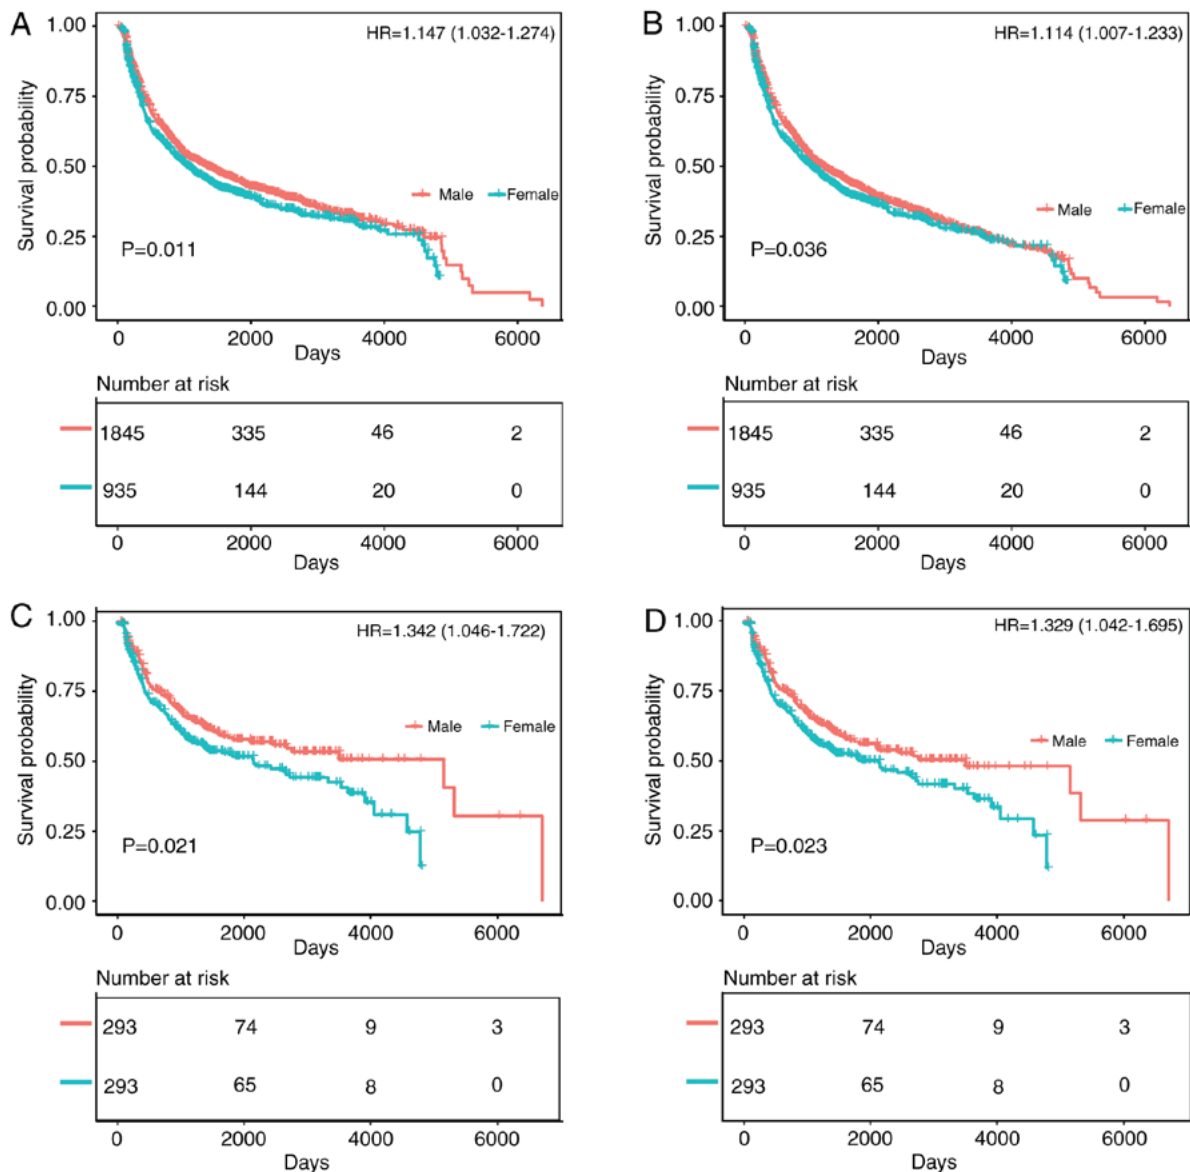 A
HR=1.147 (1.032-1.274)
Survival probability
1.00
0.75
0.50
0.25
0.00
Male Female
P=0.011
0 2000 4000 6000
Days
Number at risk
1845 335 46 2
935 144 20 0
0 2000 4000 6000
Days
B
HR=1.114 (1.007-1.233)
Survival probability
1.00
0.75
0.50
0.25
0.00
Male Female
P=0.036
0 2000 4000 6000
Days
Number at risk
1845 335 46 2
935 144 20 0
0 2000 4000 6000
Days
C
HR=1.342 (1.046-1.722)
Survival probability
1.00
0.75
0.50
0.25
0.00
Male Female
P=0.021
0 2000 4000 6000
Days
Number at risk
293 74 9 3
293 65 8 0
0 2000 4000 6000
Days
D
HR=1.329 (1.042-1.695)
Survival probability
1.00
0.75
0.50
0.25
0.00
Male Female
P=0.023
0 2000 4000 6000
Days
Number at risk
293 74 9 3
293 65 8 0
0 2000 4000 6000
Days